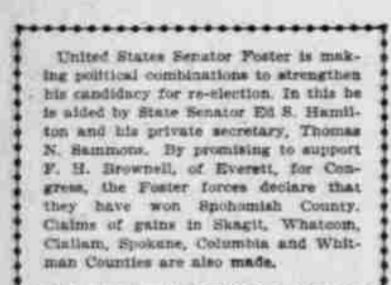 United States Senator Foster is mak-
ing political combinations to strengthen
his candidacy for re-election. In this he
is aided by State Senator Ed S. Hamil-
ton and his private secretary, Thomas
N. Sammons. By promising to support
F. H. Brownell, of Everett, for Con-
gress, the Foster forces declare that
they have won Snohomish County.
Claims of gains in Skagit, Whatcom,
Clallam, Spokane, Columbia and Whit-
man Counties are also made.